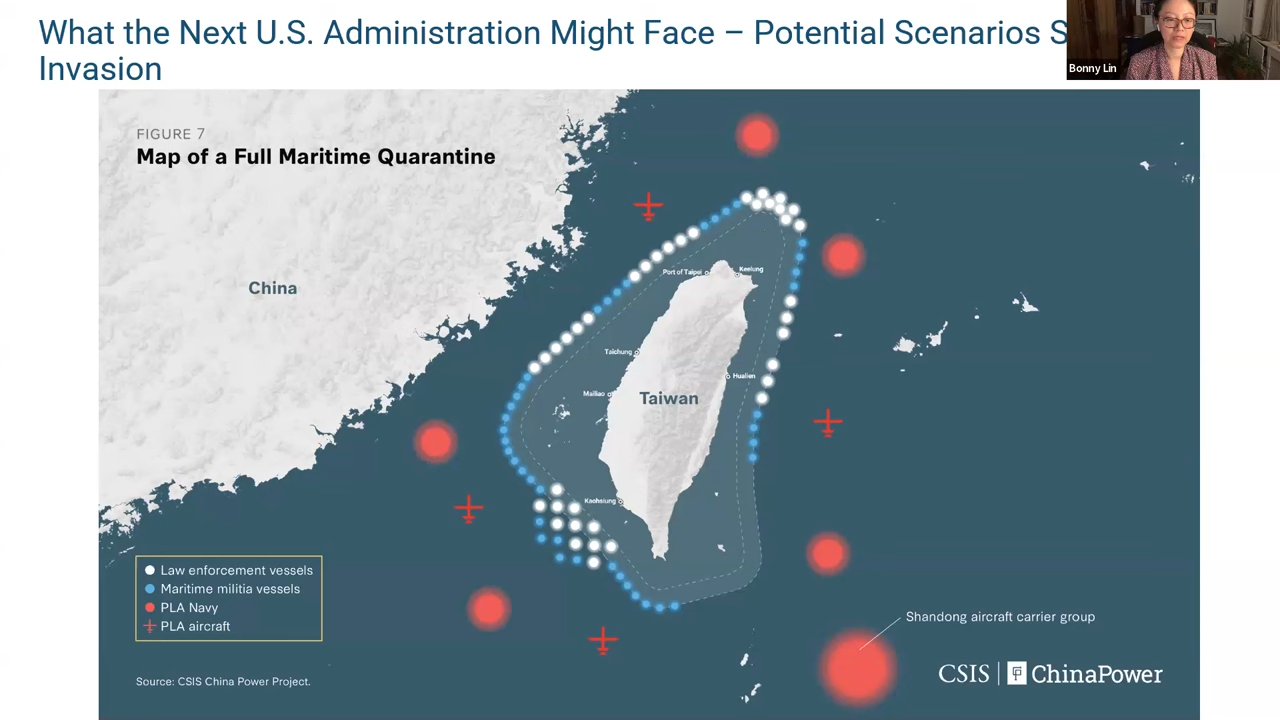 What the Next U.S. Administration Might Face – Potential Scenarios S
Invasion
Bonny Lin
FIGURE 7
Map of a Full Maritime Quarantine
China
Port of Taipei
Keelung
Taichung
Hualien
Mailiao
Taiwan
Kaohsiung
Law enforcement vessels
Maritime militia vessels
PLA Navy
PLA aircraft
Shandong aircraft carrier group
CSIS | ChinaPower
Source: CSIS China Power Project.